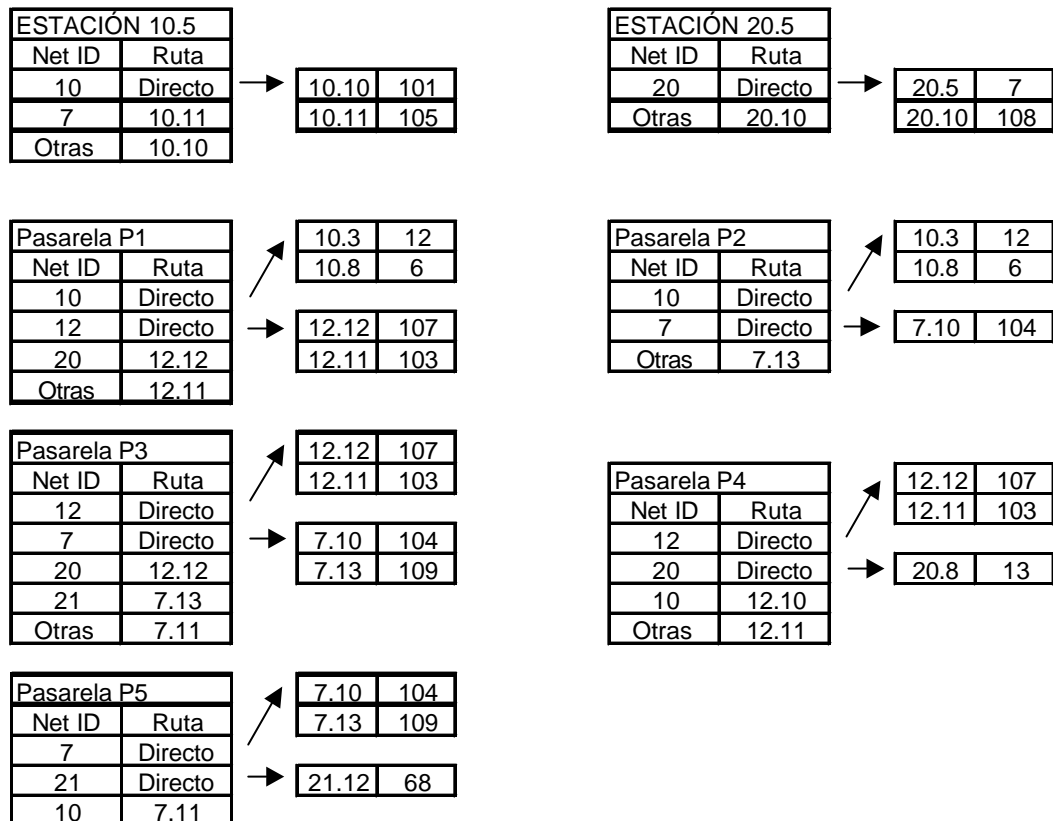 ESTACIÓN 10.5
Net ID Ruta
10 Directo
7 10.11
Otras 10.10
10.10 101
10.11 105
ESTACIÓN 20.5
Net ID Ruta
20 Directo
Otras 20.10
20.5 7
20.10 108
Pasarela P1
Net ID Ruta
10 Directo
12 Directo
20 12.12
Otras 12.11
10.3 12
10.8 6
12.12 107
12.11 103
Pasarela P2
Net ID Ruta
10 Directo
7 Directo
Otras 7.13
10.3 12
10.8 6
7.10 104
Pasarela P3
Net ID Ruta
12 Directo
7 Directo
20 12.12
21 7.13
Otras 7.11
12.12 107
12.11 103
7.10 104
7.13 109
Pasarela P4
Net ID Ruta
12 Directo
20 Directo
10 12.10
Otras 12.11
12.12 107
12.11 103
20.8 13
Pasarela P5
Net ID Ruta
7 Directo
21 Directo
10 7.11
7.10 104
7.13 109
21.12 68